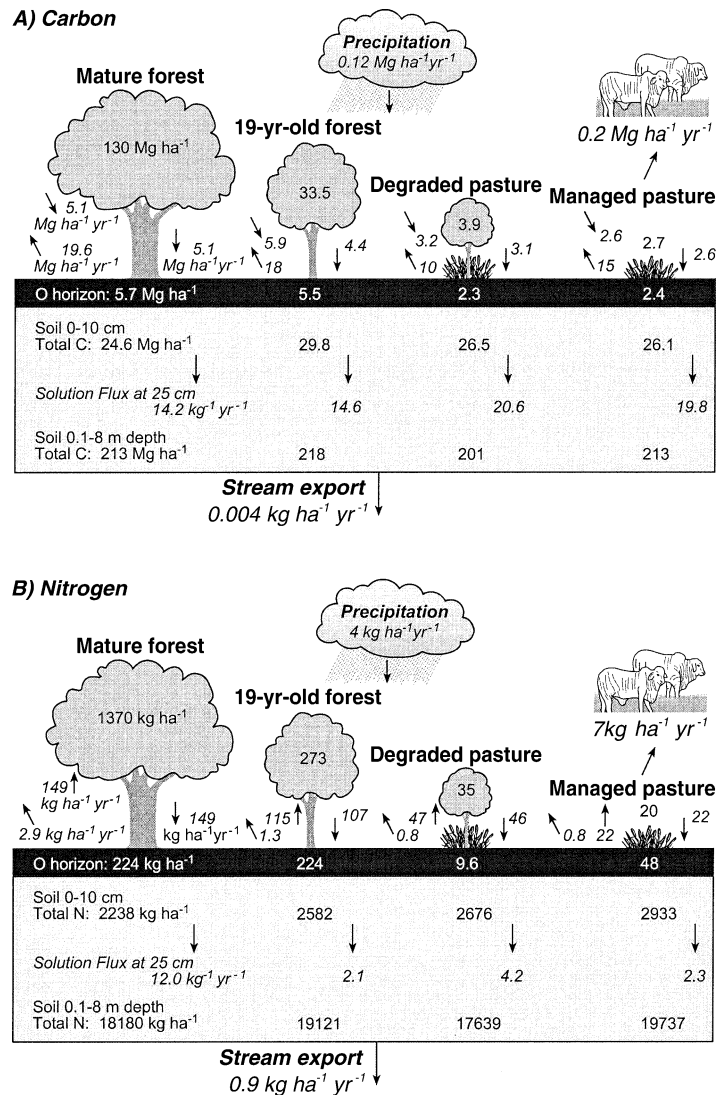 A) Carbon
Precipitation
0.12 Mg ha⁻¹yr⁻¹
Mature forest
130 Mg ha⁻¹
19-yr-old forest
33.5
Degraded pasture
3.9
0.2 Mg ha⁻¹ yr⁻¹
Managed pasture
5.1
Mg ha⁻¹ yr⁻¹
19.6
Mg ha⁻¹ yr⁻¹
5.1
Mg ha⁻¹yr⁻¹
5.9
18
4.4
3.2
10
3.1
2.6
15
2.7
2.6
O horizon: 5.7 Mg ha⁻¹ 5.5 2.3 2.4
Soil 0-10 cm
Total C: 24.6 Mg ha⁻¹ 29.8 26.5 26.1
Solution Flux at 25 cm
14.2 kg⁻¹ yr⁻¹ 14.6 20.6 19.8
Soil 0.1-8 m depth
Total C: 213 Mg ha⁻¹ 218 201 213
Stream export
0.004 kg ha⁻¹ yr⁻¹
B) Nitrogen
Precipitation
4 kg ha⁻¹yr⁻¹
Mature forest
1370 kg ha⁻¹
19-yr-old forest
273
Degraded pasture
35
7kg ha⁻¹ yr⁻¹
Managed pasture
149
kg ha⁻¹ yr⁻¹
2.9 kg ha⁻¹ yr⁻¹
149
kg ha⁻¹yr⁻¹
115
1.3
107
47
0.8
46
0.8
22
20
22
O horizon: 224 kg ha⁻¹ 224 9.6 48
Soil 0-10 cm
Total N: 2238 kg ha⁻¹ 2582 2676 2933
Solution Flux at 25 cm
12.0 kg⁻¹ yr⁻¹ 2.1 4.2 2.3
Soil 0.1-8 m depth
Total N: 18180 kg ha⁻¹ 19121 17639 19737
Stream export
0.9 kg ha⁻¹ yr⁻¹